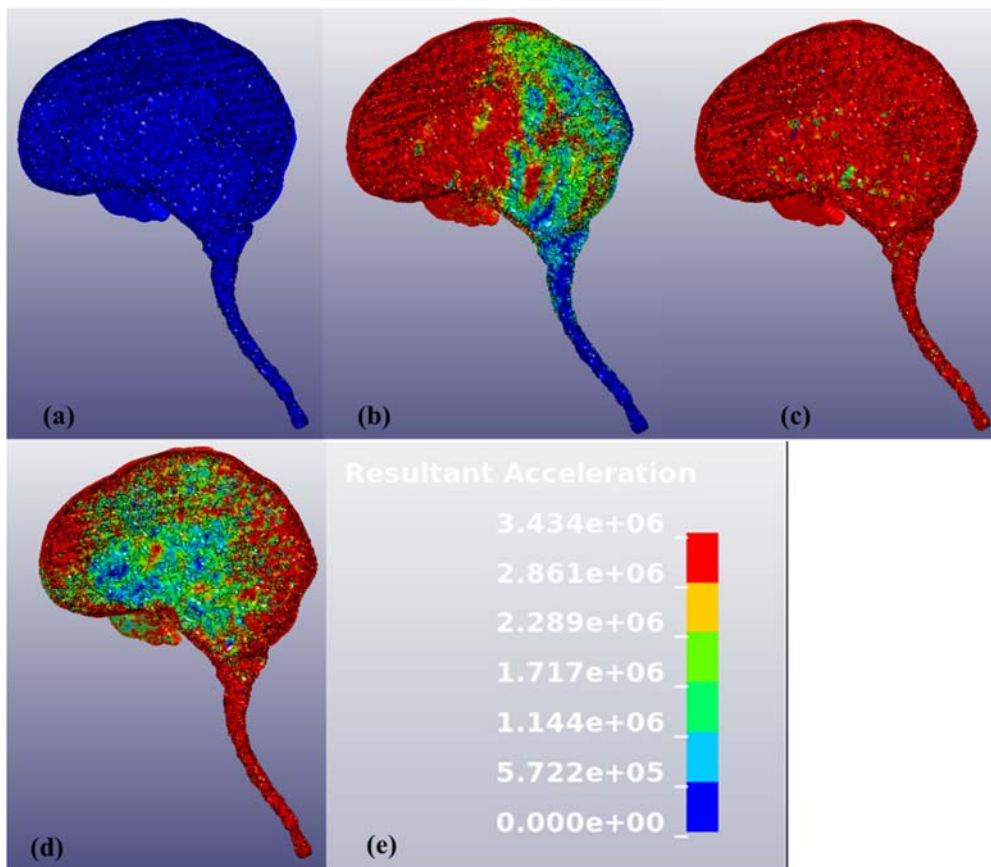 (a)
(b)
(c)
(d)
(e)
Resultant Acceleration
3.434e+06
2.861e+06
2.289e+06
1.717e+06
1.144e+06
5.722e+05
0.000e+00